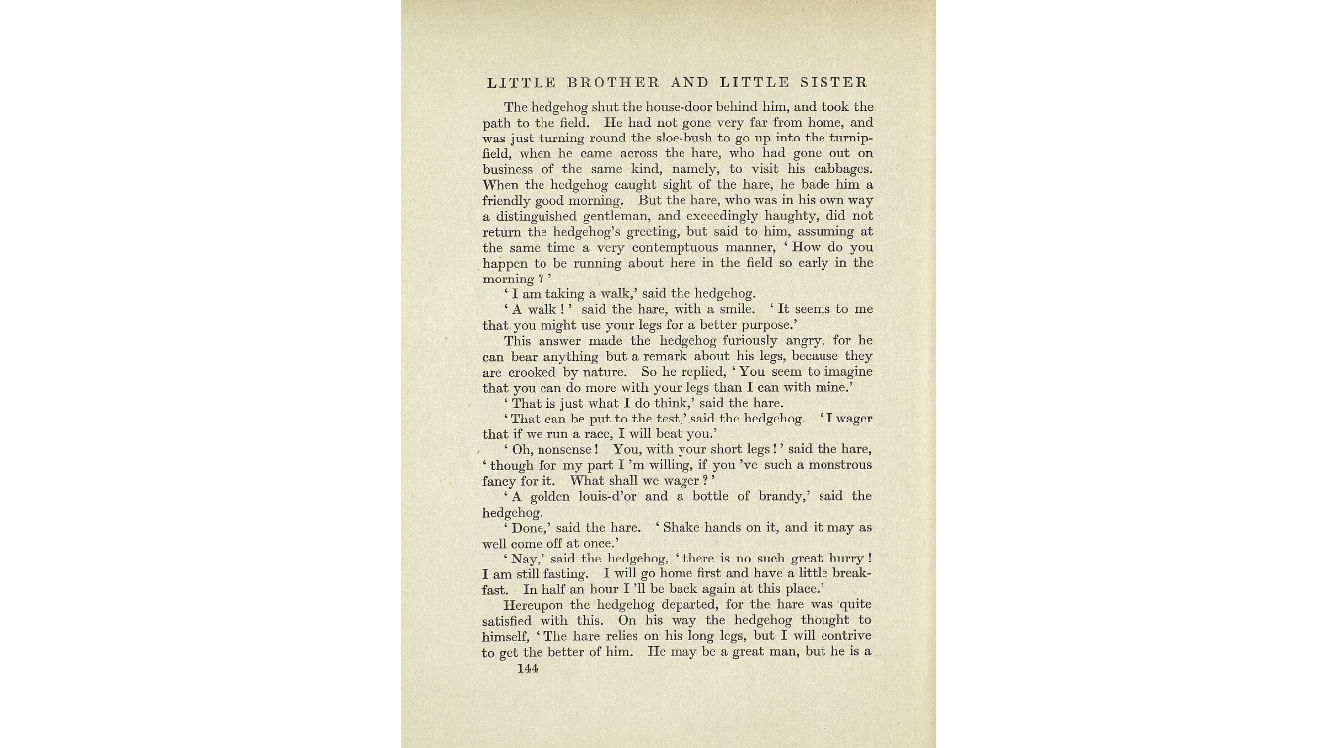 LITTLE BROTHER AND LITTLE SISTER
The hedgehog shut the house-door behind him, and took the
path to the field. He had not gone very far from home, and
was just turning round the sloe-bush to go up into the turnip-
field, when he came across the hare, who had gone out on
business of the same kind, namely, to visit his cabbages.
When the hedgehog caught sight of the hare, he bade him a
friendly good morning. But the hare, who was in his own way
a distinguished gentleman, and exceedingly haughty, did not
return the hedgehog's greeting, but said to him, assuming at
the same time a very contemptuous manner, ‘ How do you
happen to be running about here in the field so early in the
morning ? ’
‘ I am taking a walk,’ said the hedgehog.
‘ A walk ! ’ said the hare, with a smile. ‘ It seems to me
that you might use your legs for a better purpose.’
This answer made the hedgehog furiously angry, for he
can bear anything but a remark about his legs, because they
are crooked by nature. So he replied, ‘ You seem to imagine
that you can do more with your legs than I can with mine.’
‘ That is just what I do think,’ said the hare.
‘ That can be put to the test,’ said the hedgehog. ‘ I wager
that if we run a race, I will beat you.’
‘ Oh, nonsense ! You, with your short legs ! ’ said the hare,
‘ though for my part I ’m willing, if you ’ve such a monstrous
fancy for it. What shall we wager ? ’
‘ A golden louis-d’or and a bottle of brandy,’ said the
hedgehog.
‘ Done,’ said the hare. ‘ Shake hands on it, and it may as
well come off at once.’
‘ Nay,’ said the hedgehog, ‘ there is no such great hurry !
I am still fasting. I will go home first and have a little break-
fast. In half an hour I ’ll be back again at this place.’
Hereupon the hedgehog departed, for the hare was quite
satisfied with this. On his way the hedgehog thought to
himself, ‘ The hare relies on his long legs, but I will contrive
to get the better of him. He may be a great man, but he is a
144